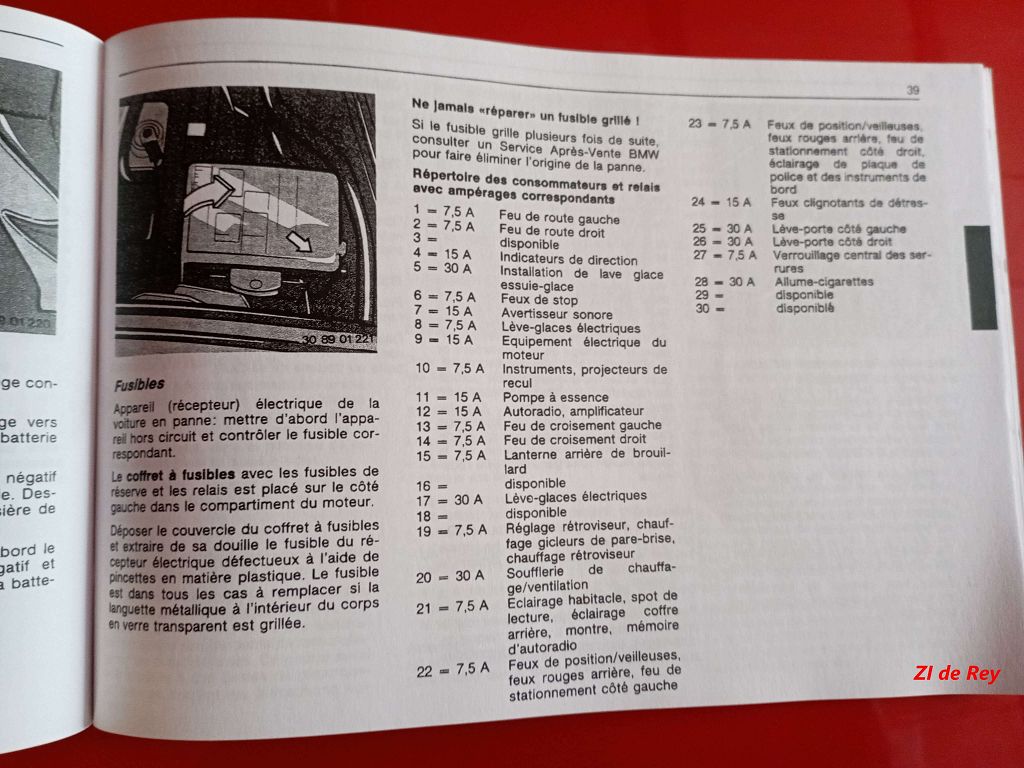 9 01 220
ge con-
ge vers
batterie
négatif
le. Des-
sière de
bord le
gatif et
a batte-
39
30 89 01 221
Fusibles
Appareil (récepteur) électrique de la
voiture en panne: mettre d'abord l'appa-
reil hors circuit et contrôler le fusible cor-
respondant.
Le coffret à fusibles avec les fusibles de
réserve et les relais est placé sur le côté
gauche dans le compartiment du moteur.
Déposer le couvercle du coffret à fusibles
et extraire de sa douille le fusible du ré-
cepteur électrique défectueux à l'aide de
pincettes en matière plastique. Le fusible
est dans tous les cas à remplacer si la
languette métallique à l'intérieur du corps
en verre transparent est grillée.
Ne jamais «réparer» un fusible grillé !
Si le fusible grille plusieurs fois de suite,
consulter un Service Après-Vente BMW
pour faire éliminer l'origine de la panne.
Répertoire des consommateurs et relais
avec ampérages correspondants
1 = 7,5 A Feu de route gauche
2 = 7,5 A Feu de route droit
3 = disponible
4 = 15 A Indicateurs de direction
5 = 30 A Installation de lave glace
essuie-glace
6 = 7,5 A Feux de stop
7 = 15 A Avertisseur sonore
8 = 7,5 A Lève-glaces électriques
9 = 15 A Equipement électrique du
moteur
10 = 7,5 A Instruments, projecteurs de
recul
11 = 15 A Pompe à essence
12 = 15 A Autoradio, amplificateur
13 = 7,5 A Feu de croisement gauche
14 = 7,5 A Feu de croisement droit
15 = 7,5 A Lanterne arrière de brouil-
lard
16 = disponible
17 = 30 A Lève-glaces électriques
18 = disponible
19 = 7,5 A Réglage rétroviseur, chauf-
fage gicleurs de pare-brise,
chauffage rétroviseur
20 = 30 A Soufflerie de chauffa-
ge/ventilation
21 = 7,5 A Eclairage habitacle, spot de
lecture, éclairage coffre
arrière, montre, mémoire
d'autoradio
22 = 7,5 A Feux de position/veilleuses,
feux rouges arrière, feu de
stationnement côté gauche
23 = 7,5 A Feux de position/veilleuses,
feux rouges arrière, feu de
stationnement côté droit,
éclairage de plaque de
police et des instruments de
bord
24 = 15 A Feux clignotants de détres-
se
25 = 30 A Lève-porte côté gauche
26 = 30 A Lève-porte côté droit
27 = 7,5 A Verrouillage central des ser-
rures
28 = 30 A Allume-cigarettes
29 = disponible
30 = disponible
ZI de Rey